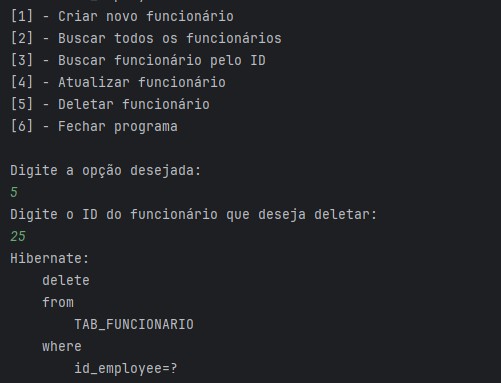 [1] - Criar novo funcionário
[2] - Buscar todos os funcionários
[3] - Buscar funcionário pelo ID
[4] - Atualizar funcionário
[5] - Deletar funcionário
[6] - Fechar programa
Digite a opção desejada:
5
Digite o ID do funcionário que deseja deletar:
25
Hibernate:
delete
from
TAB_FUNCIONARIO
where
id_employee=?